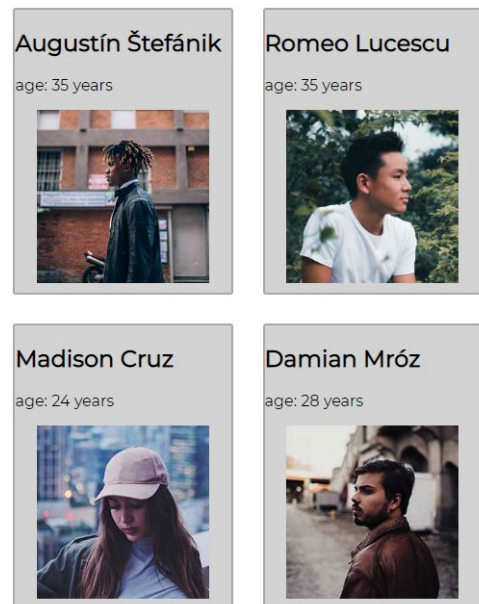 Augustín Štefánik
age: 35 years
Romeo Lucescu
age: 35 years
Madison Cruz
age: 24 years
Damian Mróz
age: 28 years